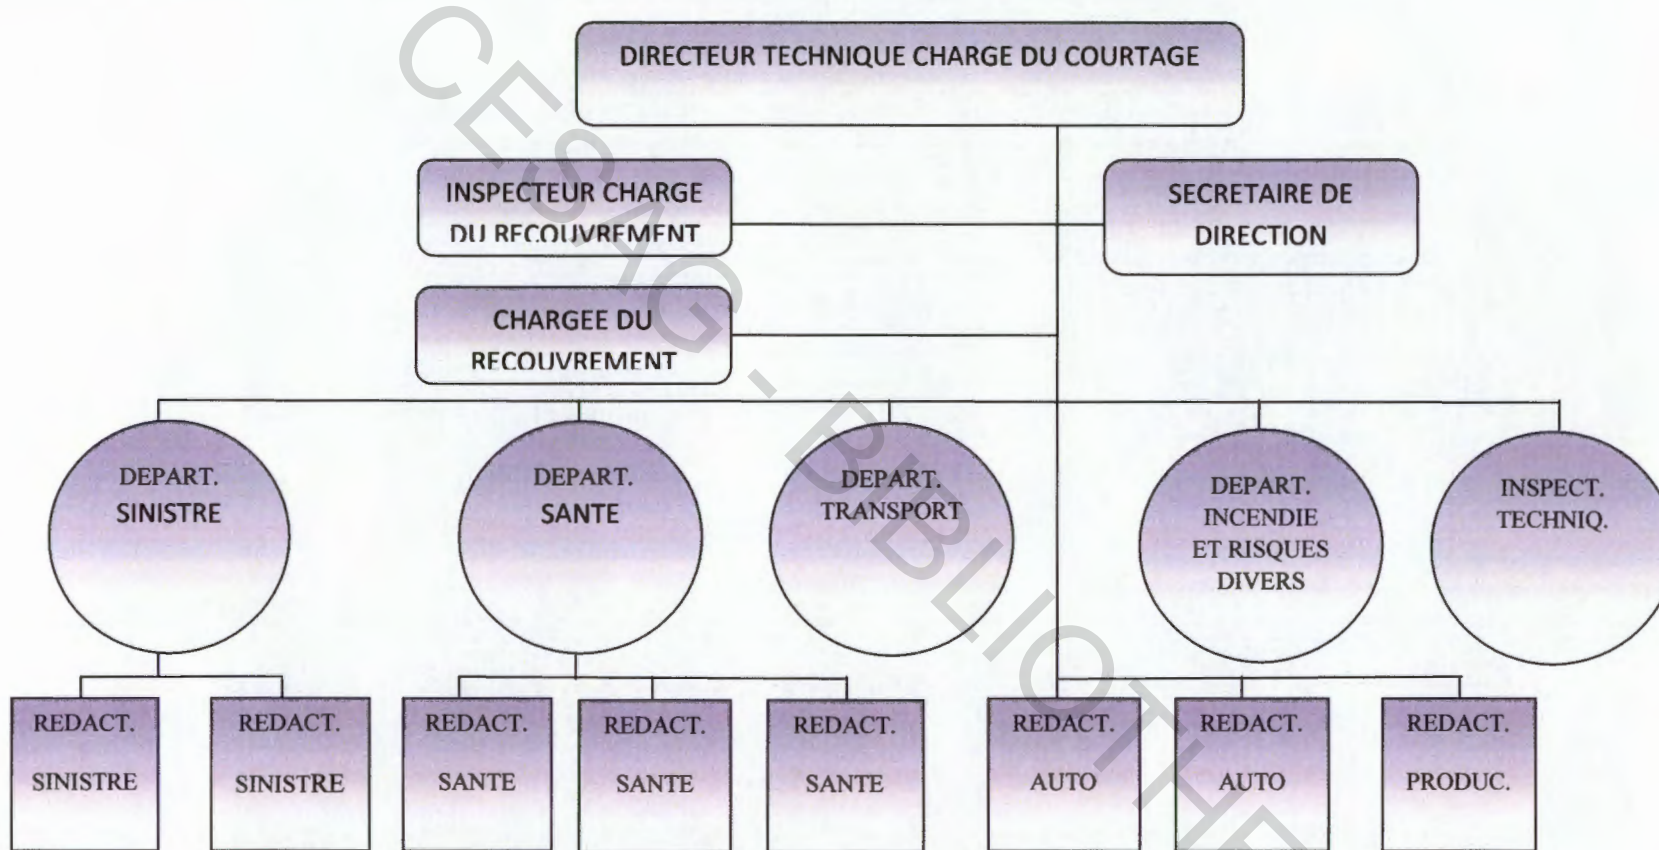 DIRECTEUR TECHNIQUE CHARGE DU COURTAGE
INSPECTEUR CHARGE
DU RECOUVREMENT
SECRETAIRE DE
DIRECTION
CHARGEE DU
RECOUVREMENT
DEPART.
SINISTRE
DEPART.
SANTE
DEPART.
TRANSPORT
DEPART.
INCENDIE
ET RISQUES
DIVERS
INSPECT.
TECHNIQ.
REDACT.
SINISTRE
REDACT.
SINISTRE
REDACT.
SANTE
REDACT.
SANTE
REDACT.
SANTE
REDACT.
AUTO
REDACT.
AUTO
REDACT.
PRODUC.
CESAG - BIBLIOTHE